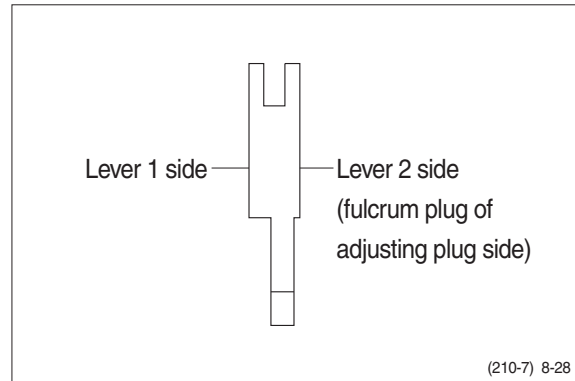 Lever 1 side
Lever 2 side
(fulcrum plug of
adjusting plug side)
(210-7) 8-28